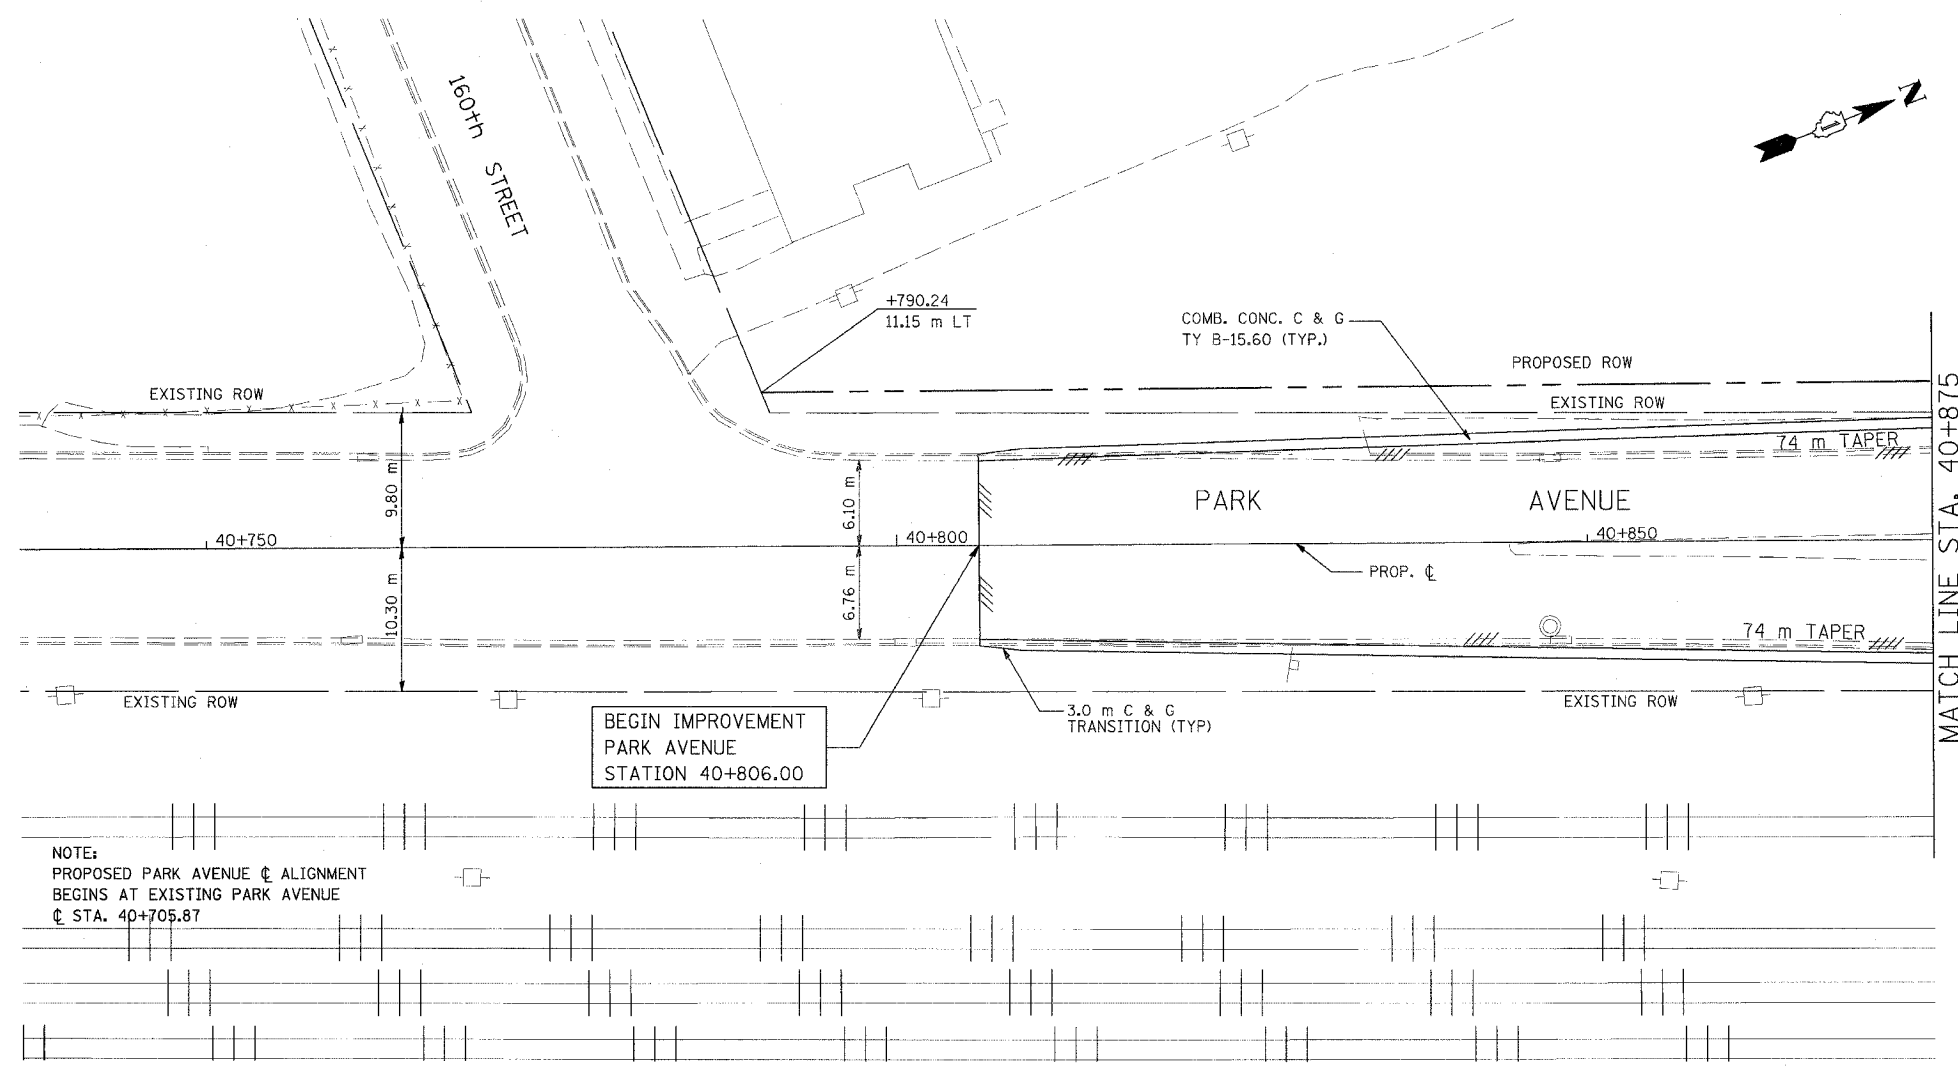 160th STREET
N
1
+790.24
11.15 m LT
COMB. CONC. C & G
TY B-15.60 (TYP.)
PROPOSED ROW
EXISTING ROW
EXISTING ROW
74 m TAPER
MATCH LINE STA. 40+875
9.80 m
6.10 m
PARK AVENUE
40+750
40+800
40+850
PROP. ℄
10.30 m
6.76 m
74 m TAPER
EXISTING ROW
EXISTING ROW
3.0 m C & G
TRANSITION (TYP)
BEGIN IMPROVEMENT
PARK AVENUE
STATION 40+806.00
NOTE:
PROPOSED PARK AVENUE ℄ ALIGNMENT
BEGINS AT EXISTING PARK AVENUE
℄ STA. 40+705.87